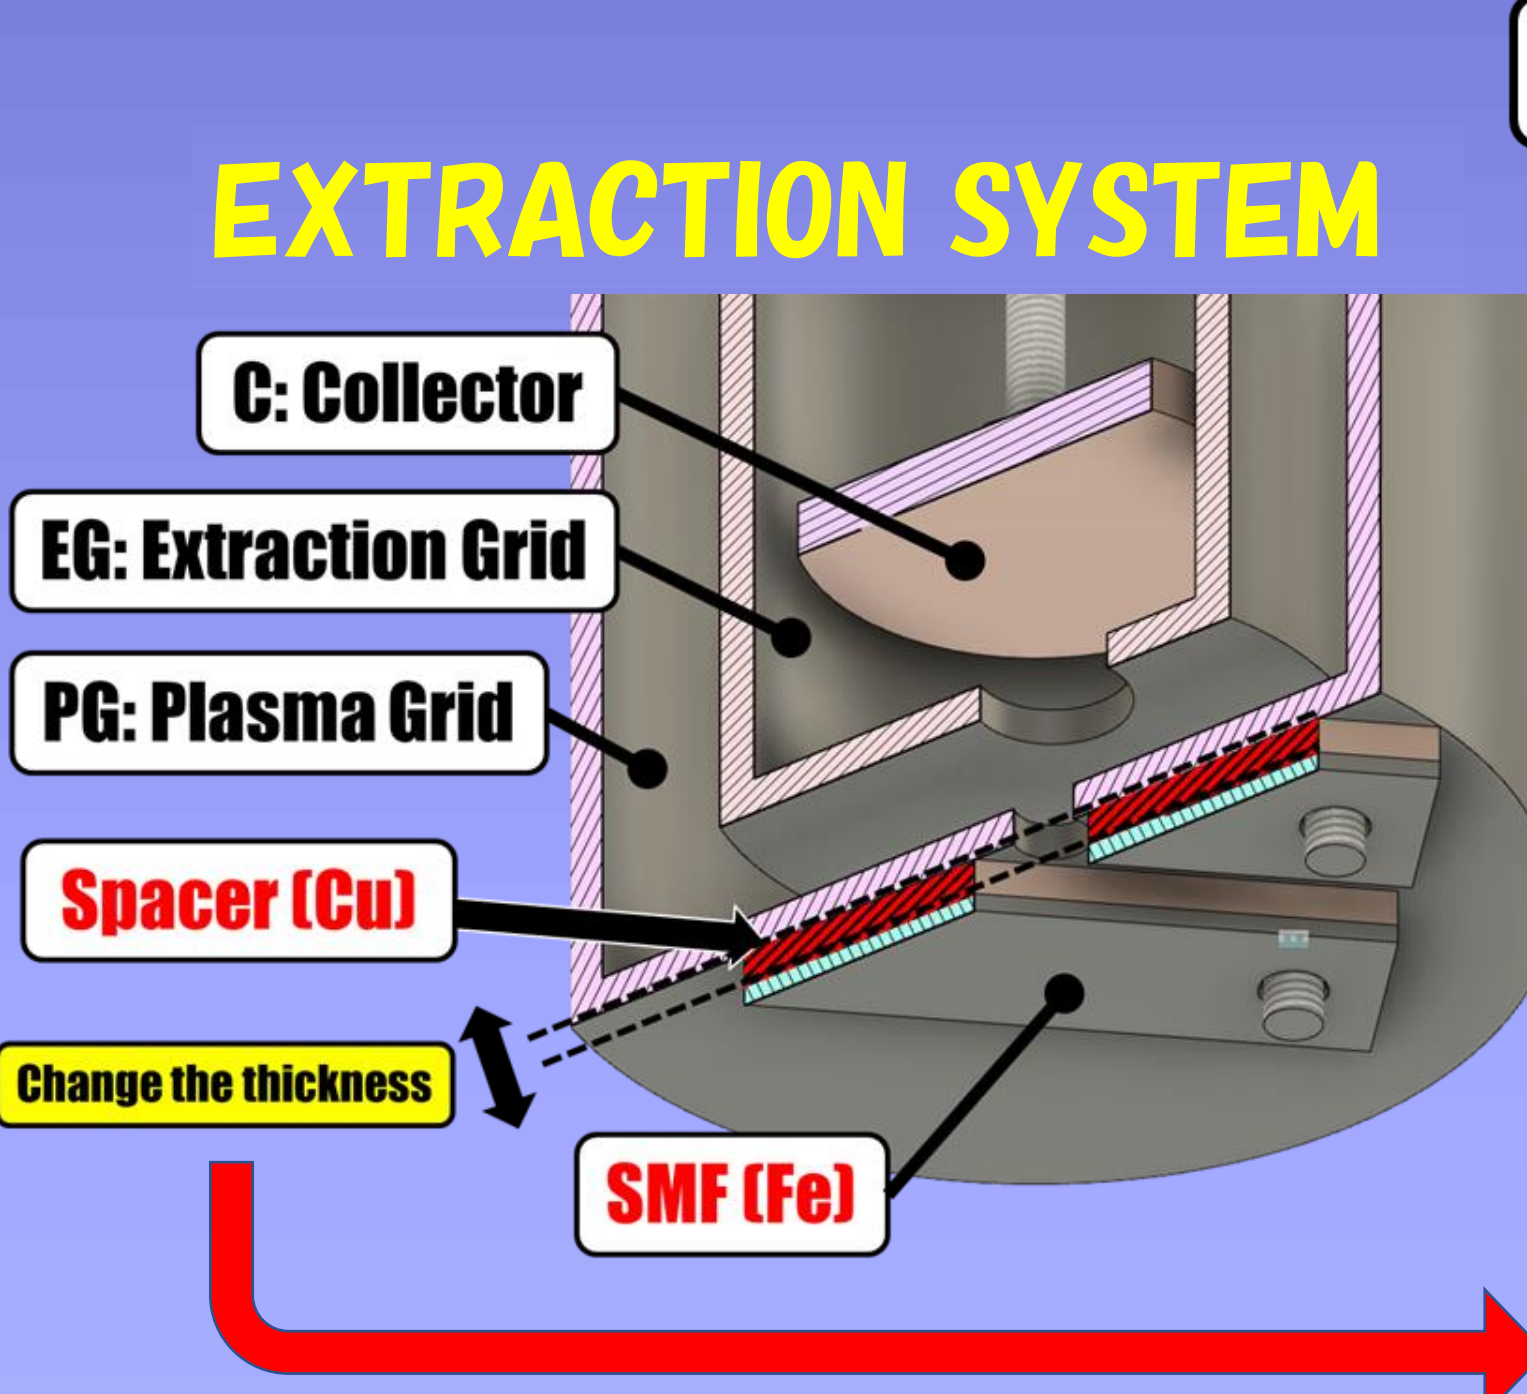 EXTRACTION SYSTEM
C: Collector
EG: Extraction Grid
PG: Plasma Grid
Spacer (Cu)
Change the thickness
SMF (Fe)